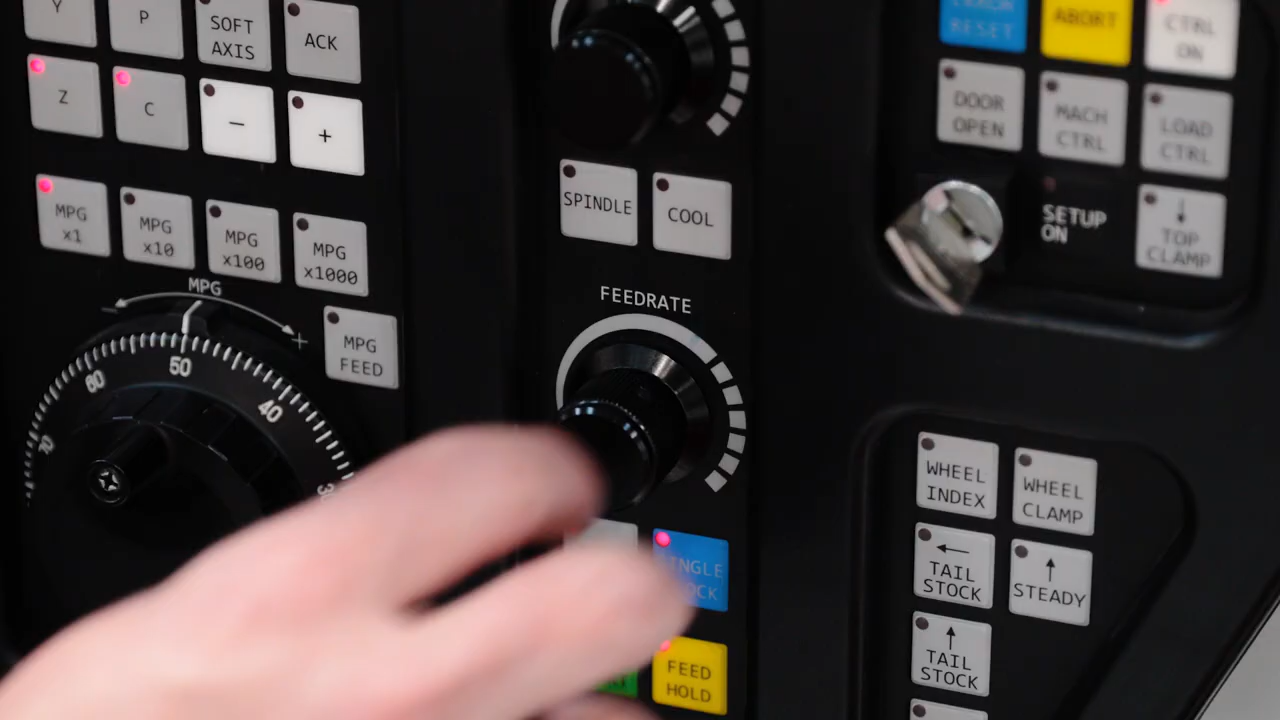 Y
P
SOFT
AXIS
ACK
Z
C
−
+
MPG
x1
MPG
x10
MPG
x100
MPG
x1000
MPG
− +
MPG
FEED
70
60
50
40
SPINDLE
COOL
FEEDRATE
FEED
HOLD
RESET
ABORT
CTRL
ON
DOOR
OPEN
MACH
CTRL
LOAD
CTRL
SETUP
ON
↓
TOP
CLAMP
WHEEL
INDEX
WHEEL
CLAMP
←
TAIL
STOCK
↑
STEADY
↑
TAIL
STOCK